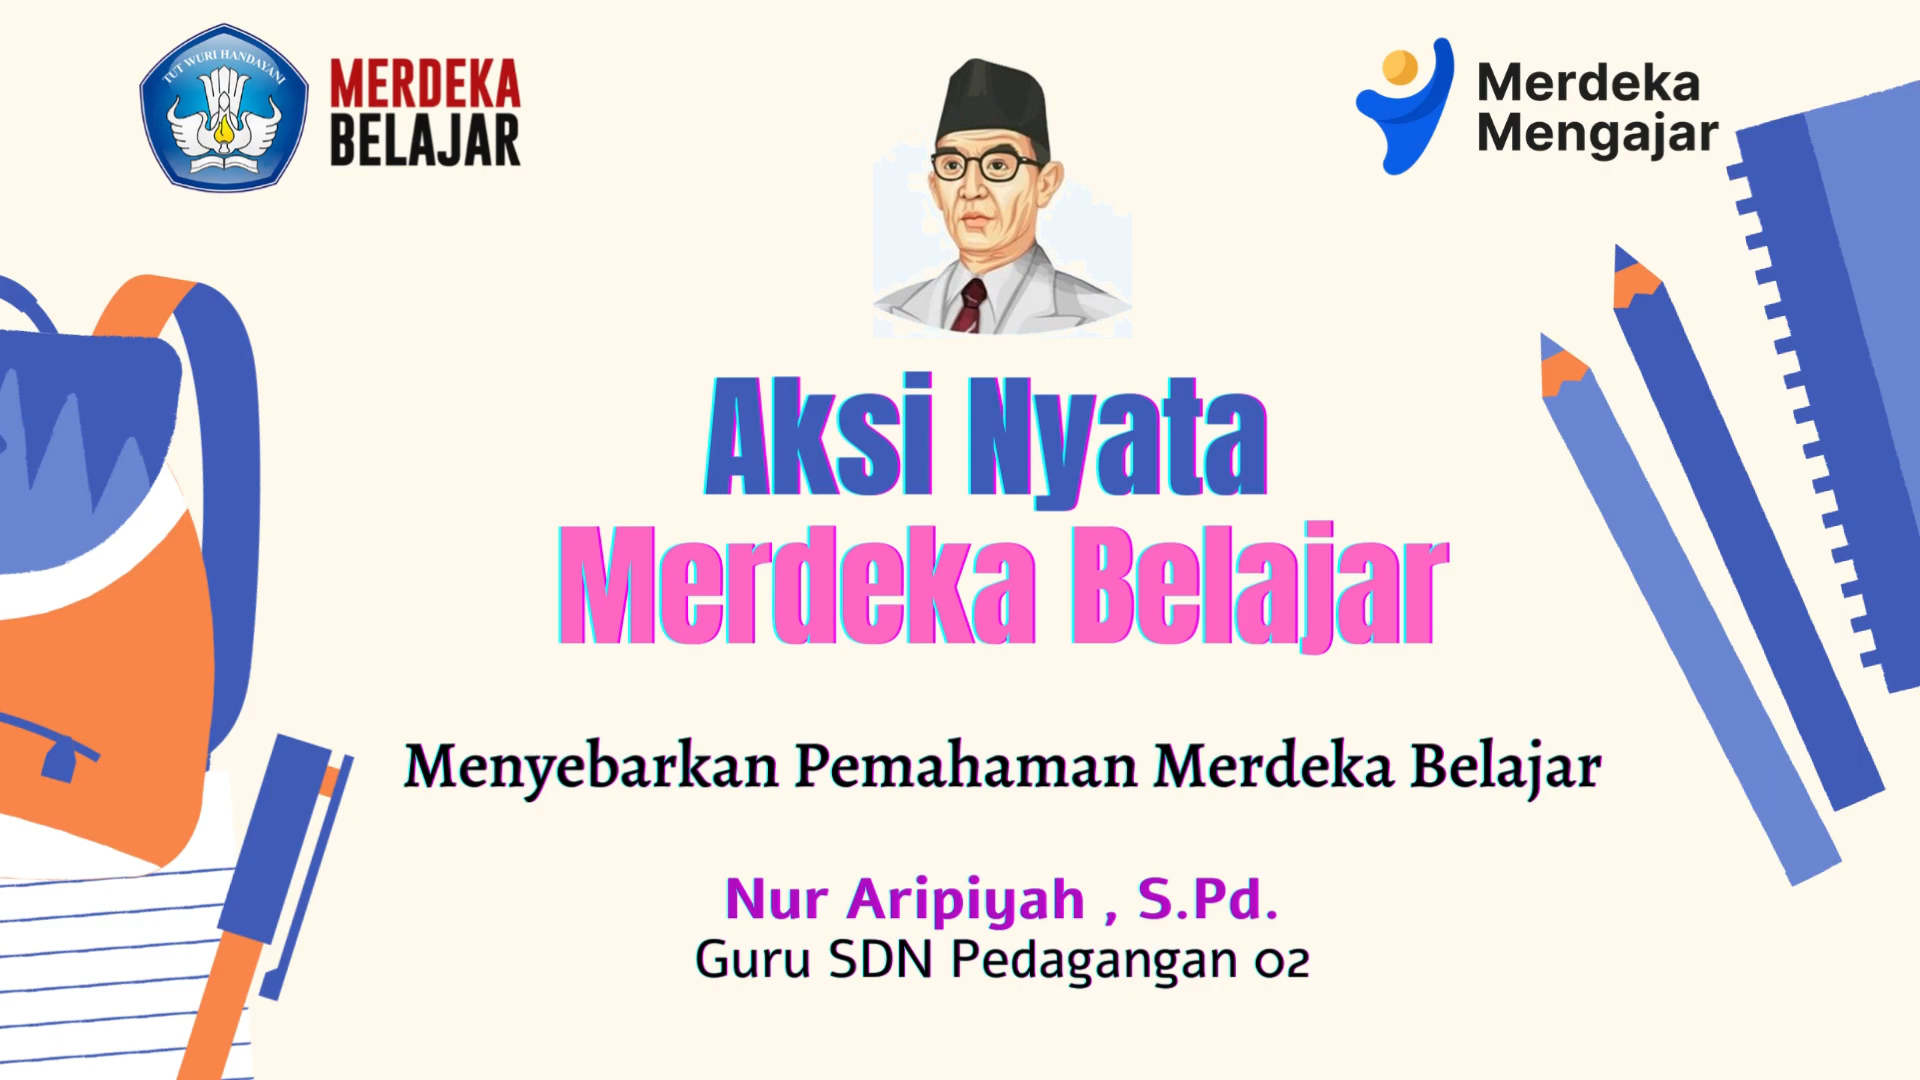 TUT WURI HANDAYANI
MERDEKA
BELAJAR
Merdeka
Mengajar
Aksi Nyata
Merdeka Belajar
Menyebarkan Pemahaman Merdeka Belajar
Nur Aripiyah , S.Pd.
Guru SDN Pedagangan 02